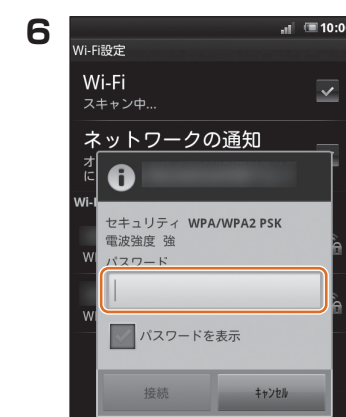 6
10:0
Wi-Fi設定
Wi-Fi
スキャン中...
ネットワークの通知
オ
に
Wi-F
セキュリティ WPA/WPA2 PSK
電波強度 強
WI
パスワード
WI
パスワードを表示
接続 ｷｬﾝｾﾙ